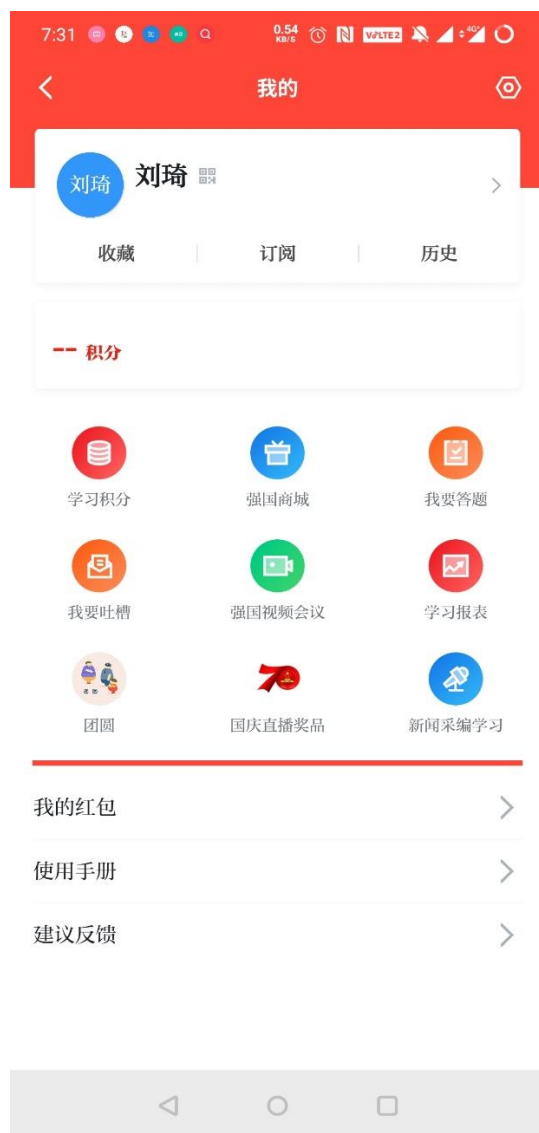 7:31 0.54 KB/S VoLTE2 4G+
我的
刘琦 刘琦
收藏 订阅 历史
-- 积分
学习积分 强国商城 我要答题
我要吐槽 强国视频会议 学习报表
70
团圆 国庆直播奖品 新闻采编学习
我的红包
使用手册
建议反馈